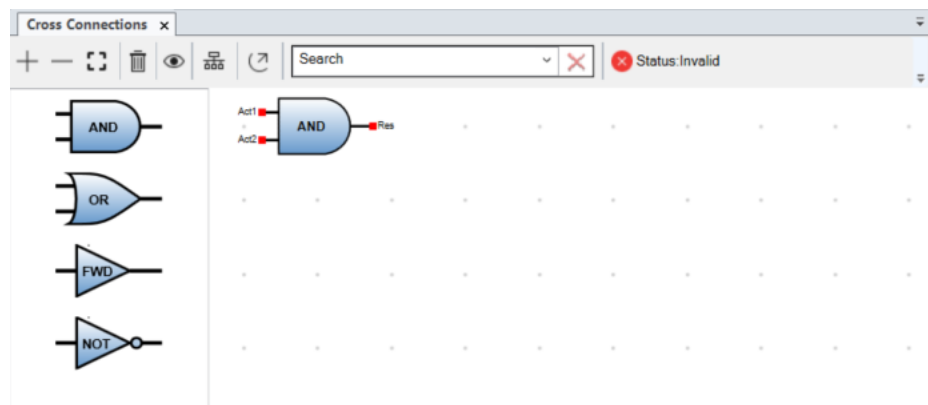 Cross Connections x
Search
Status:Invalid
AND
OR
FWD
NOT
Act1
Act2
AND
Res